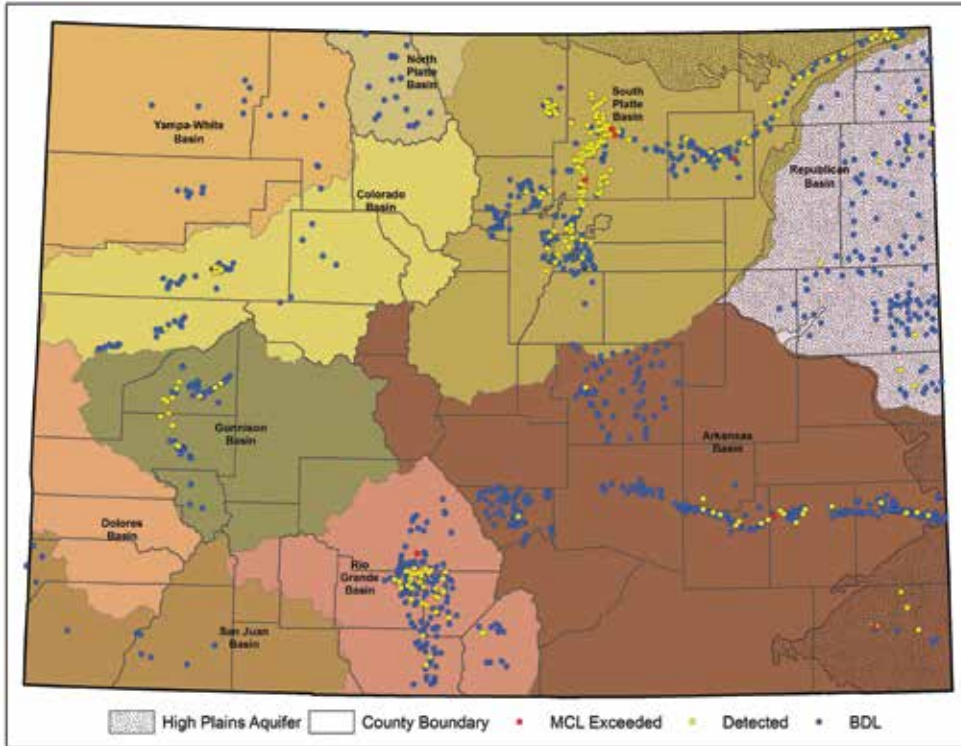 North
Platte
Basin
South
Platte
Basin
Yampa-White
Basin
Republican
Basin
Colorado
Basin
Gunnison
Basin
Arkansas
Basin
Dolores
Basin
Rio
Grande
Basin
San Juan
Basin
High Plains Aquifer County Boundary MCL Exceeded Detected BDL